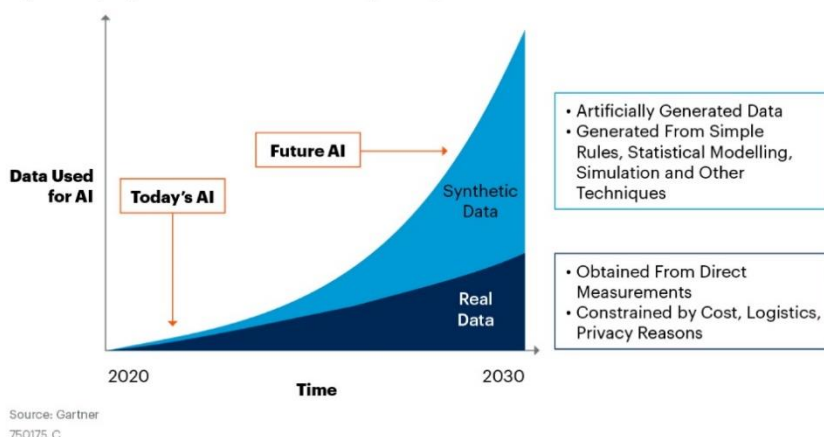 Data Used
for AI
Today's AI
Future AI
Synthetic
Data
Real
Data
2020
2030
Time
• Artificially Generated Data
• Generated From Simple
Rules, Statistical Modelling,
Simulation and Other
Techniques
• Obtained From Direct
Measurements
• Constrained by Cost, Logistics,
Privacy Reasons
Source: Gartner
750175_C